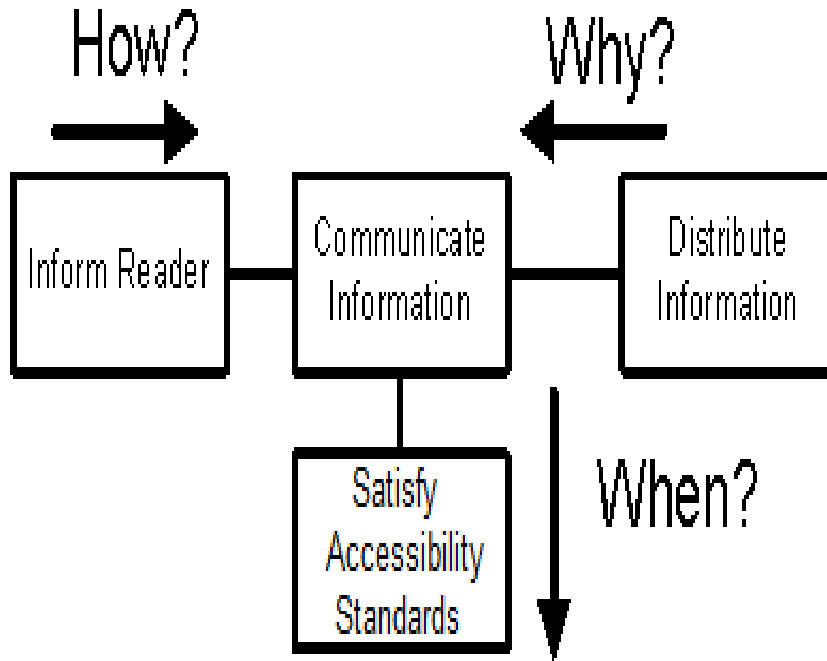 How?
Why?
Inform Reader
Communicate
Information
Distribute
Information
Satisfy
Accessibility
Standards
When?